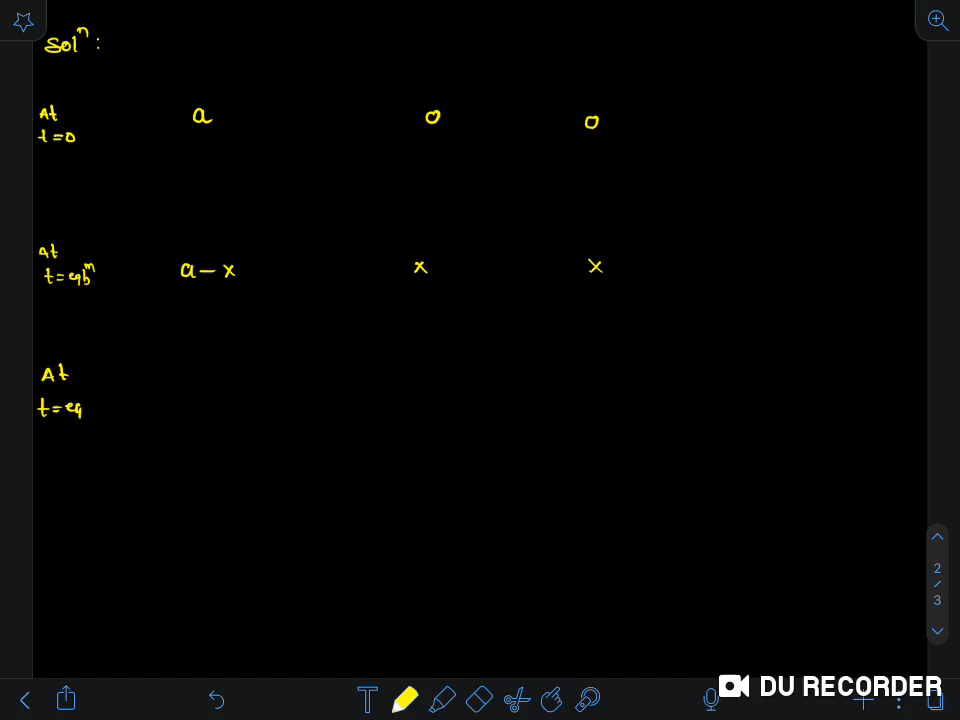 Solⁿ :
At
t=0 a 0 0
At
t=eqbᵐ a-x x x
At
t=eq
2
/
3
T
DU RECORDER